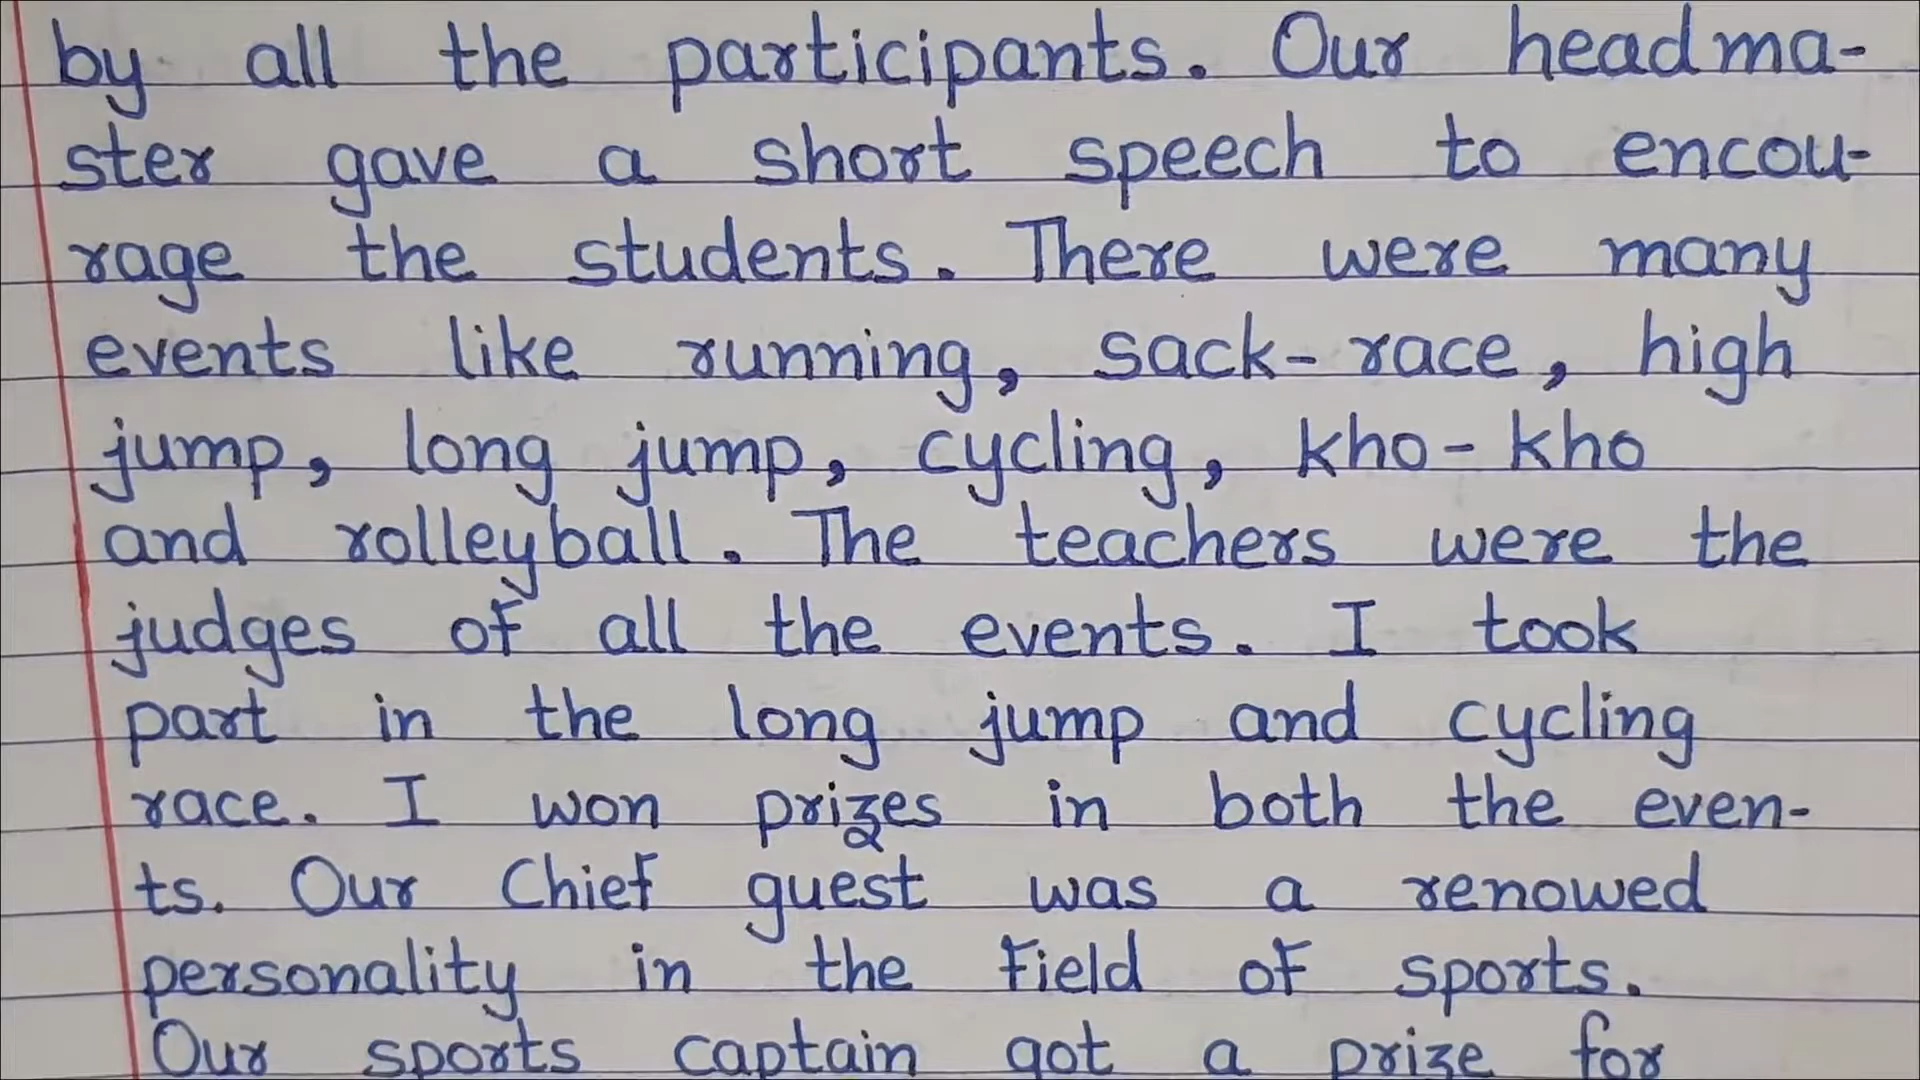 by all the participants. Our headma-
ster gave a short speech to encou-
rage the students. There were many
events like running, sack-race, high
jump, long jump, cycling, kho-kho
and rolleyball. The teachers were the
judges of all the events. I took
part in the long jump and cycling
race. I won prizes in both the even-
ts. Our Chief guest was a renowed
personality in the field of sports.
Our sports captain got a prize for